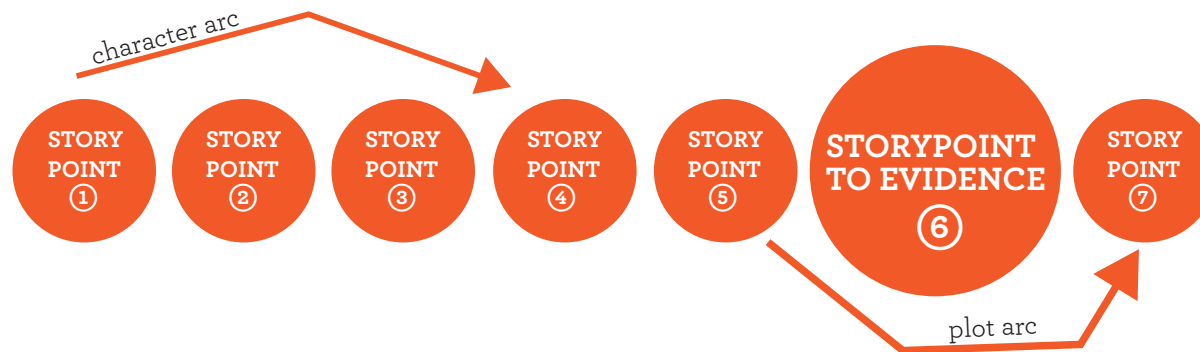 character arc
STORY
POINT
1
STORY
POINT
2
STORY
POINT
3
STORY
POINT
4
STORY
POINT
5
STORYPOINT
TO EVIDENCE
6
STORY
POINT
7
plot arc